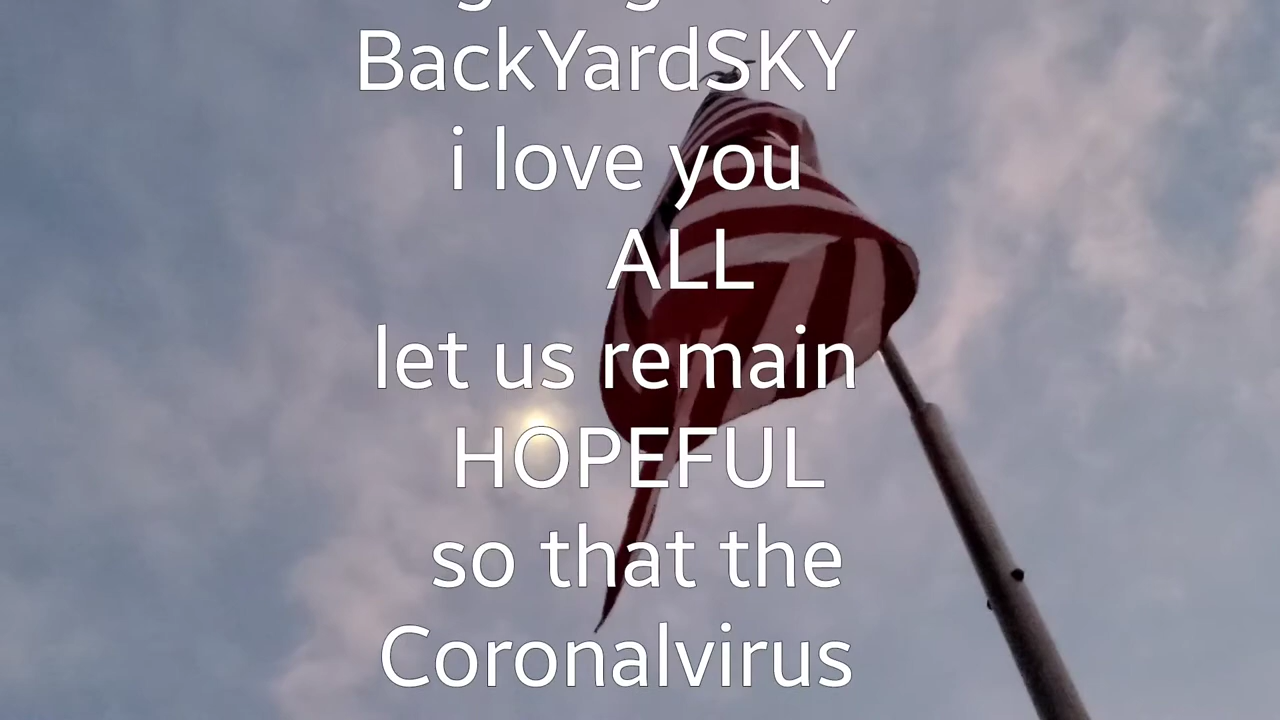 BackYardSKY
i love you
ALL
let us remain
HOPEFUL
so that the
Coronalvirus